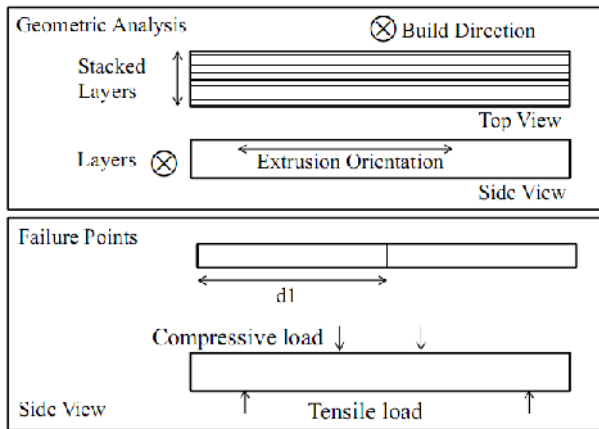 Geometric Analysis
Build Direction
Stacked
Layers
Top View
Layers
Extrusion Orientation
Side View
Failure Points
d1
Compressive load
Tensile load
Side View